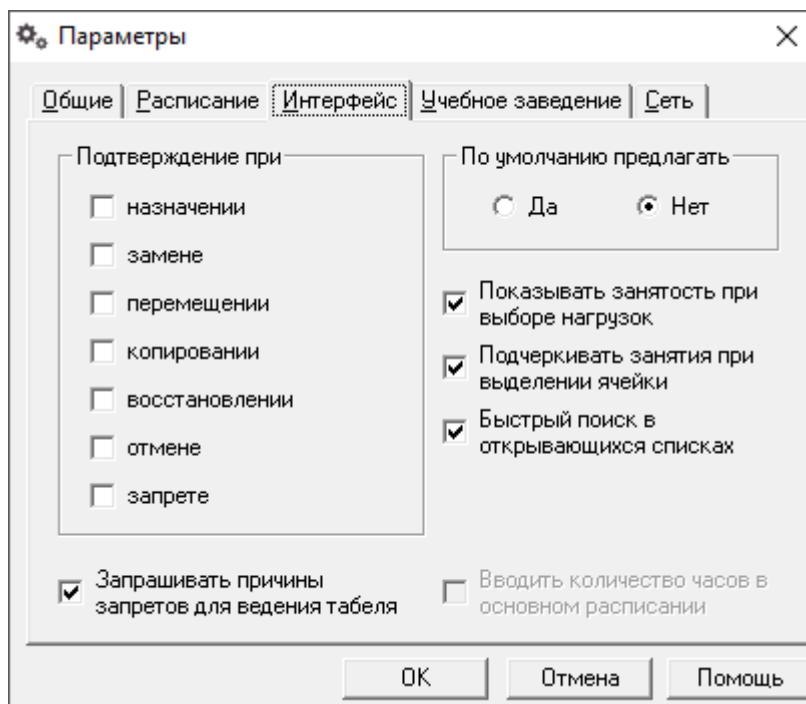 Параметры
Общие
Расписание
Интерфейс
Учебное заведение
Сеть
Подтверждение при
назначении
замене
перемещении
копировании
восстановлении
отмене
запрете
По умолчанию предлагать
Да
Нет
Показывать занятость при
выборе нагрузок
Подчеркивать занятия при
выделении ячейки
Быстрый поиск в
открывающихся списках
Запрашивать причины
запретов для ведения табеля
Вводить количество часов в
основном расписании
ОК
Отмена
Помощь